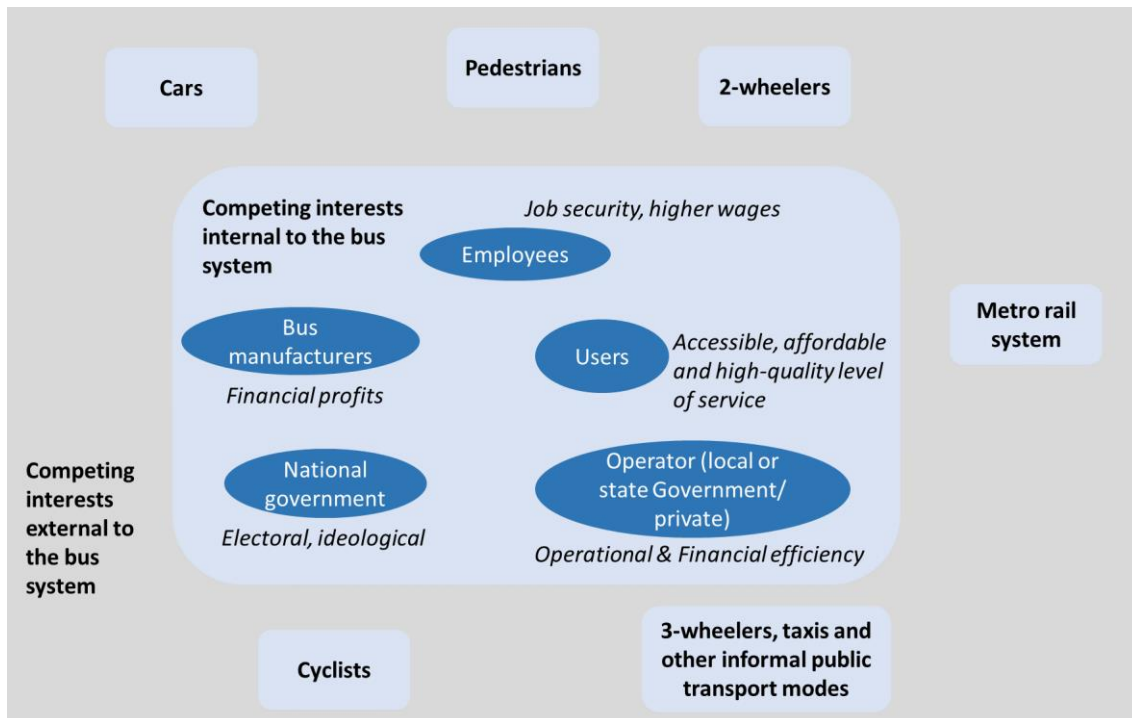 Cars
Pedestrians
2-wheelers
Competing interests
internal to the bus
system
Job security, higher wages
Employees
Bus
manufacturers
Financial profits
Users
Accessible, affordable
and high-quality level
of service
Metro rail
system
National
government
Electoral, ideological
Operator (local or
state Government/
private)
Operational & Financial efficiency
Competing
interests
external to
the bus
system
Cyclists
3-wheelers, taxis and
other informal public
transport modes